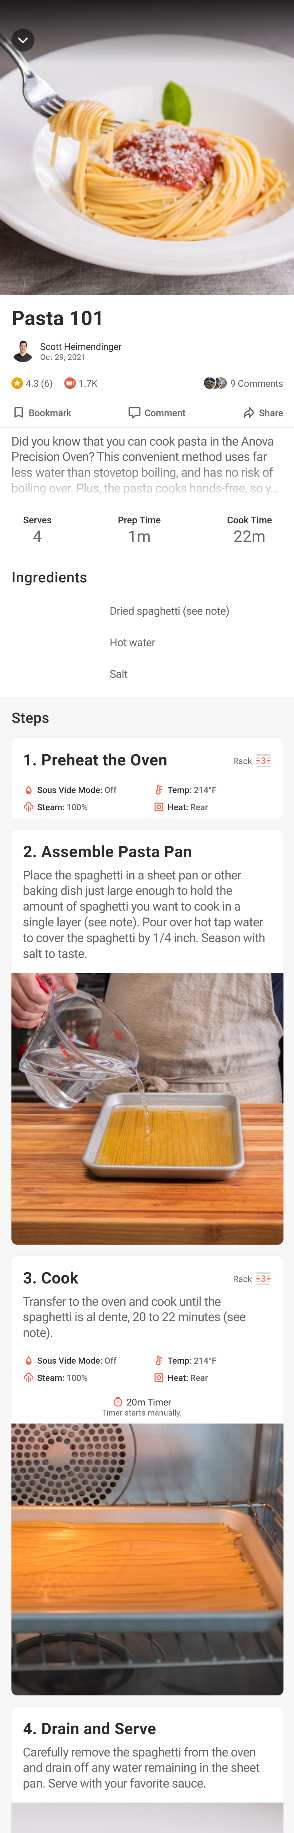 Pasta 101
Scott Heimendinger
Oct 29, 2021
4.3 (6)
1.7K
9 Comments
Bookmark
Comment
Share
Did you know that you can cook pasta in the Anova
Precision Oven? This convenient method uses far
less water than stovetop boiling, and has no risk of
boiling over. Plus, the pasta cooks hands-free, so y...
Serves
Prep Time
Cook Time
4
1m
22m
Ingredients
Dried spaghetti (see note)
Hot water
Salt
Steps
1. Preheat the Oven
Rack 3
Sous Vide Mode: Off
Temp: 214°F
Steam: 100%
Heat: Rear
2. Assemble Pasta Pan
Place the spaghetti in a sheet pan or other
baking dish just large enough to hold the
amount of spaghetti you want to cook in a
single layer (see note). Pour over hot tap water
to cover the spaghetti by 1/4 inch. Season with
salt to taste.
3. Cook
Rack 3
Transfer to the oven and cook until the
spaghetti is al dente, 20 to 22 minutes (see
note).
Sous Vide Mode: Off
Temp: 214°F
Steam: 100%
Heat: Rear
20m Timer
Timer starts manually.
4. Drain and Serve
Carefully remove the spaghetti from the oven
and drain off any water remaining in the sheet
pan. Serve with your favorite sauce.